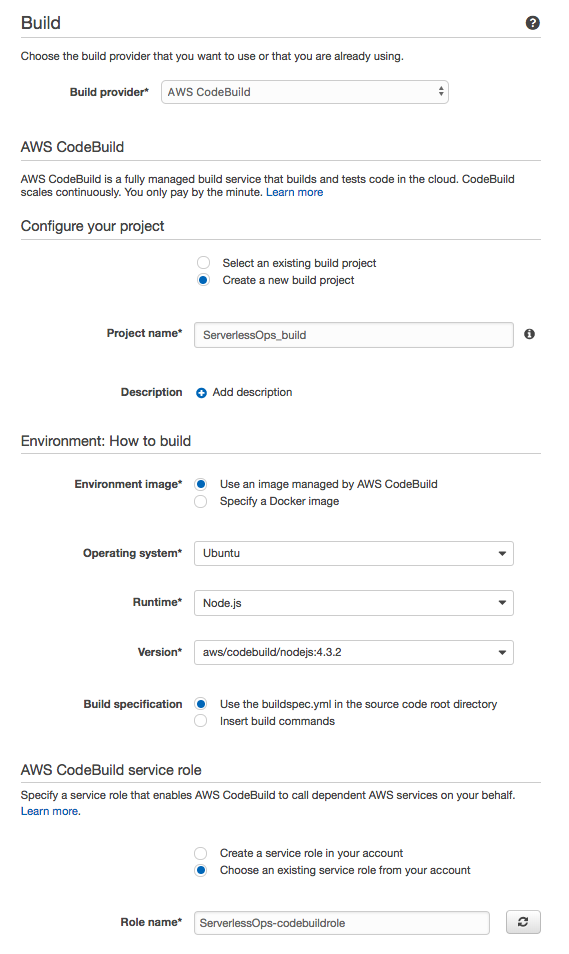 Build
Choose the build provider that you want to use or that you are already using.
Build provider* AWS CodeBuild
AWS CodeBuild
AWS CodeBuild is a fully managed build service that builds and tests code in the cloud. CodeBuild
scales continuously. You only pay by the minute. Learn more
Configure your project
Select an existing build project
Create a new build project
Project name* ServerlessOps_build
Description Add description
Environment: How to build
Environment image* Use an image managed by AWS CodeBuild
Specify a Docker image
Operating system* Ubuntu
Runtime* Node.js
Version* aws/codebuild/nodejs:4.3.2
Build specification Use the buildspec.yml in the source code root directory
Insert build commands
AWS CodeBuild service role
Specify a service role that enables AWS CodeBuild to call dependent AWS services on your behalf.
Learn more.
Create a service role in your account
Choose an existing service role from your account
Role name* ServerlessOps-codebuildrole